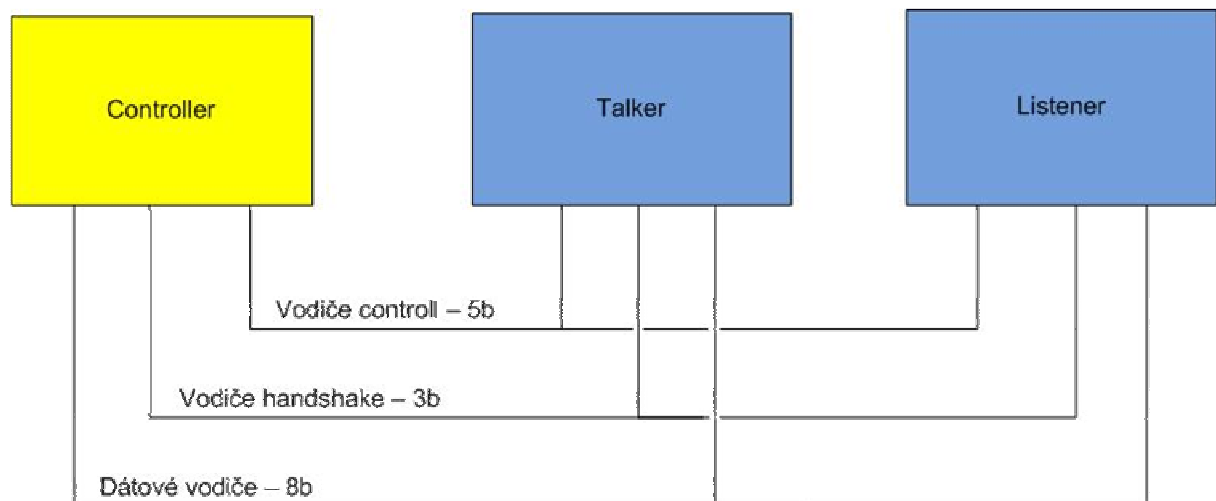 Controller
Talker
Listener
Vodiče controll – 5b
Vodiče handshake – 3b
Dátové vodiče – 8b